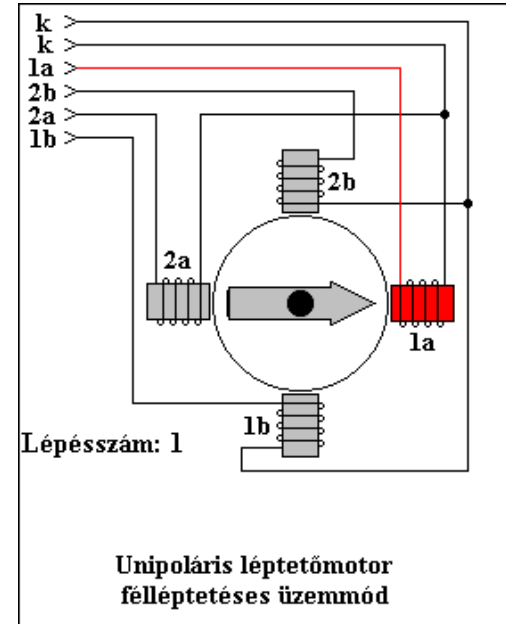 k
k
1a
2b
2a
1b
2b
2a
1a
1b
Lépésszám: 1
Unipoláris léptetőmotor
félléptetéses üzemmód